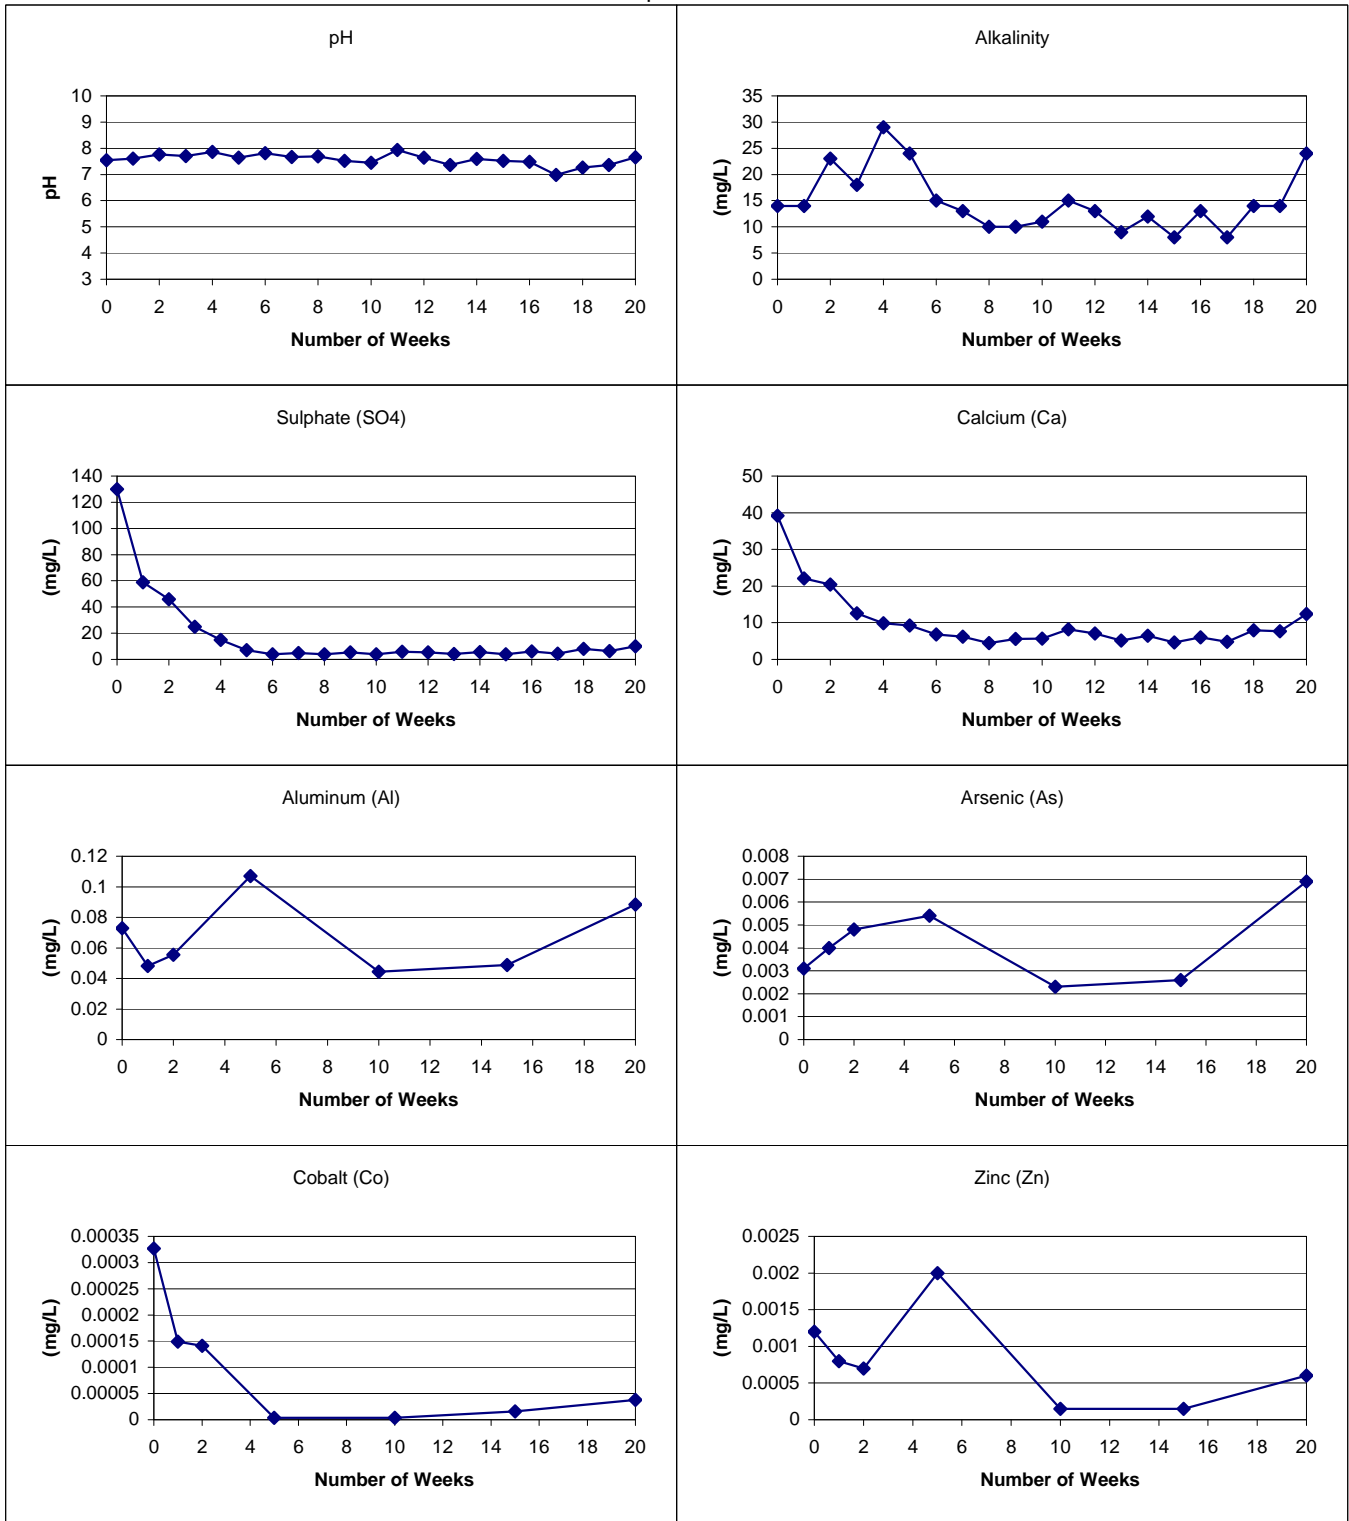 pH
10
9
8
7
6
5
4
3
pH
0 2 4 6 8 10 12 14 16 18 20
Number of Weeks
Alkalinity
35
30
25
20
15
10
5
0
(mg/L)
0 2 4 6 8 10 12 14 16 18 20
Number of Weeks
Sulphate (SO4)
140
120
100
80
60
40
20
0
(mg/L)
0 2 4 6 8 10 12 14 16 18 20
Number of Weeks
Calcium (Ca)
50
40
30
20
10
0
(mg/L)
0 2 4 6 8 10 12 14 16 18 20
Number of Weeks
Aluminum (Al)
0.12
0.1
0.08
0.06
0.04
0.02
0
(mg/L)
0 2 4 6 8 10 12 14 16 18 20
Number of Weeks
Arsenic (As)
0.008
0.007
0.006
0.005
0.004
0.003
0.002
0.001
0
(mg/L)
0 2 4 6 8 10 12 14 16 18 20
Number of Weeks
Cobalt (Co)
0.00035
0.0003
0.00025
0.0002
0.00015
0.0001
0.00005
0
(mg/L)
0 2 4 6 8 10 12 14 16 18 20
Number of Weeks
Zinc (Zn)
0.0025
0.002
0.0015
0.001
0.0005
0
(mg/L)
0 2 4 6 8 10 12 14 16 18 20
Number of Weeks